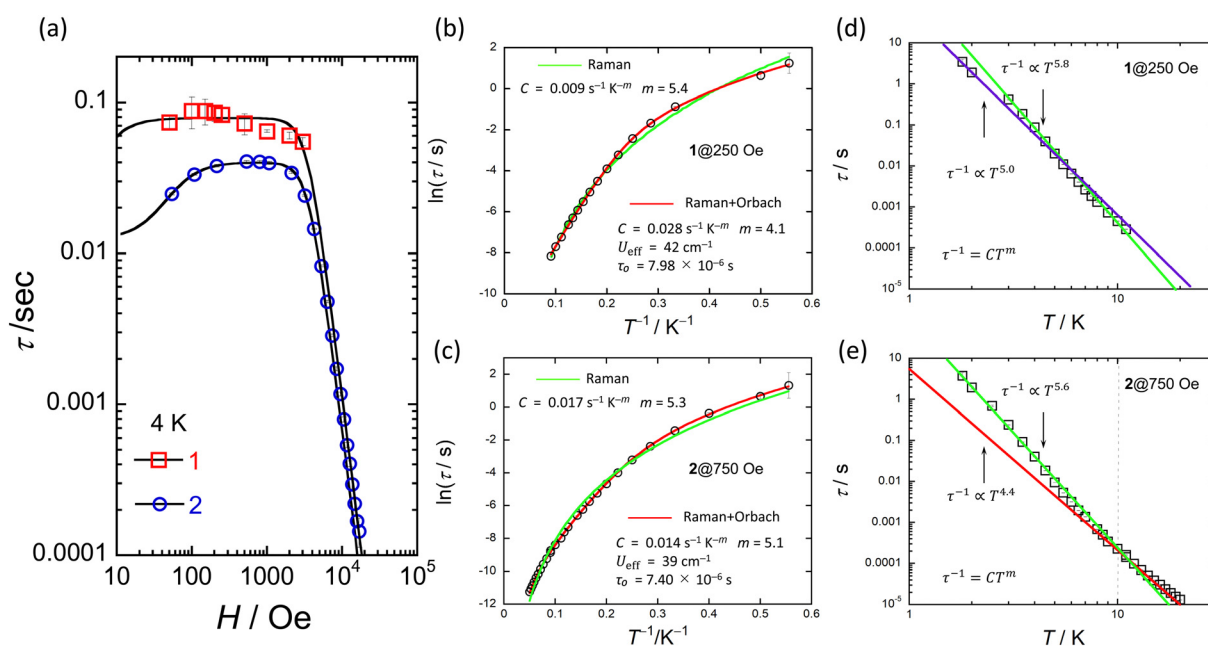 (a)
0.1
0.01
0.001
0.0001
τ /sec
4 K
1
2
10
100
1000
10⁴
10⁵
H / Oe
(b)
2
0
-2
-4
-6
-8
-10
ln(τ / s)
Raman
C = 0.009 s⁻¹ K⁻ᵐ m = 5.4
1@250 Oe
Raman+Orbach
C = 0.028 s⁻¹ K⁻ᵐ m = 4.1
U_eff = 42 cm⁻¹
τₒ = 7.98 × 10⁻⁶ s
0
0.1
0.2
0.3
0.4
0.5
0.6
T⁻¹ / K⁻¹
(c)
2
0
-2
-4
-6
-8
-10
-12
ln(τ / s)
Raman
C = 0.017 s⁻¹ K⁻ᵐ m = 5.3
2@750 Oe
Raman+Orbach
C = 0.014 s⁻¹ K⁻ᵐ m = 5.1
U_eff = 39 cm⁻¹
τₒ = 7.40 × 10⁻⁶ s
0
0.1
0.2
0.3
0.4
0.5
0.6
T⁻¹/K⁻¹
(d)
10
1
0.1
0.01
0.001
0.0001
10⁻⁵
τ / s
1@250 Oe
τ⁻¹ ∝ T⁵·⁸
τ⁻¹ ∝ T⁵·⁰
τ⁻¹ = CTᵐ
1
10
T / K
(e)
10
1
0.1
0.01
0.001
0.0001
10⁻⁵
τ / s
2@750 Oe
τ⁻¹ ∝ T⁵·⁶
τ⁻¹ ∝ T⁴·⁴
τ⁻¹ = CTᵐ
1
10
T / K